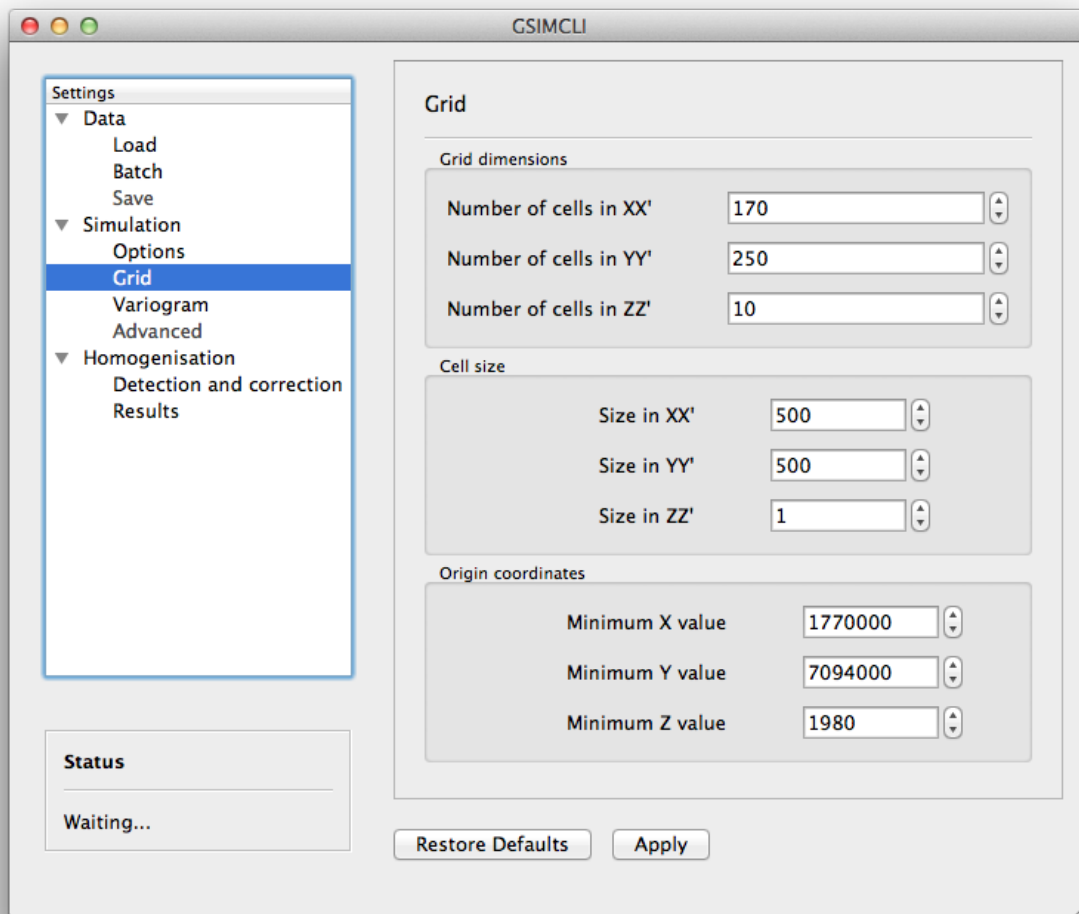 GSIMCLI
Settings
Data
Load
Batch
Save
Simulation
Options
Grid
Variogram
Advanced
Homogenisation
Detection and correction
Results
Status
Waiting...
Grid
Grid dimensions
Number of cells in XX' 170
Number of cells in YY' 250
Number of cells in ZZ' 10
Cell size
Size in XX' 500
Size in YY' 500
Size in ZZ' 1
Origin coordinates
Minimum X value 1770000
Minimum Y value 7094000
Minimum Z value 1980
Restore Defaults Apply